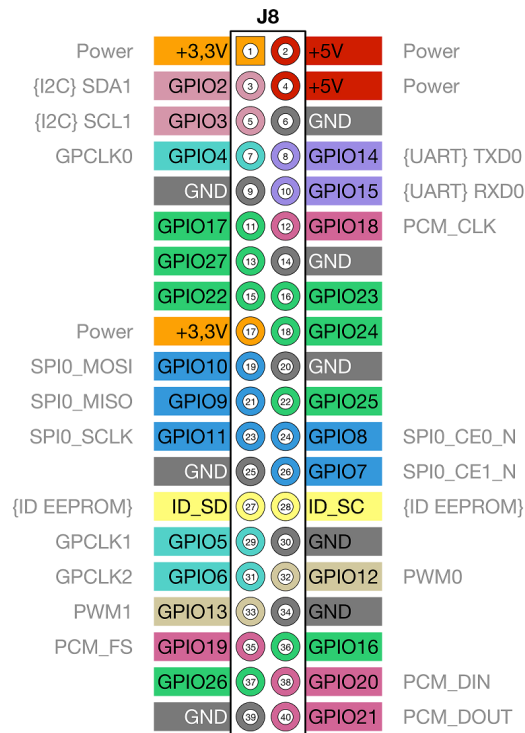 J8
Power +3,3V 1 2 +5V Power
{I2C} SDA1 GPIO2 3 4 +5V Power
{I2C} SCL1 GPIO3 5 6 GND
GPCLK0 GPIO4 7 8 GPIO14 {UART} TXD0
GND 9 10 GPIO15 {UART} RXD0
GPIO17 11 12 GPIO18 PCM_CLK
GPIO27 13 14 GND
GPIO22 15 16 GPIO23
Power +3,3V 17 18 GPIO24
SPI0_MOSI GPIO10 19 20 GND
SPI0_MISO GPIO9 21 22 GPIO25
SPI0_SCLK GPIO11 23 24 GPIO8 SPI0_CE0_N
GND 25 26 GPIO7 SPI0_CE1_N
{ID EEPROM} ID_SD 27 28 ID_SC {ID EEPROM}
GPCLK1 GPIO5 29 30 GND
GPCLK2 GPIO6 31 32 GPIO12 PWM0
PWM1 GPIO13 33 34 GND
PCM_FS GPIO19 35 36 GPIO16
GPIO26 37 38 GPIO20 PCM_DIN
GND 39 40 GPIO21 PCM_DOUT